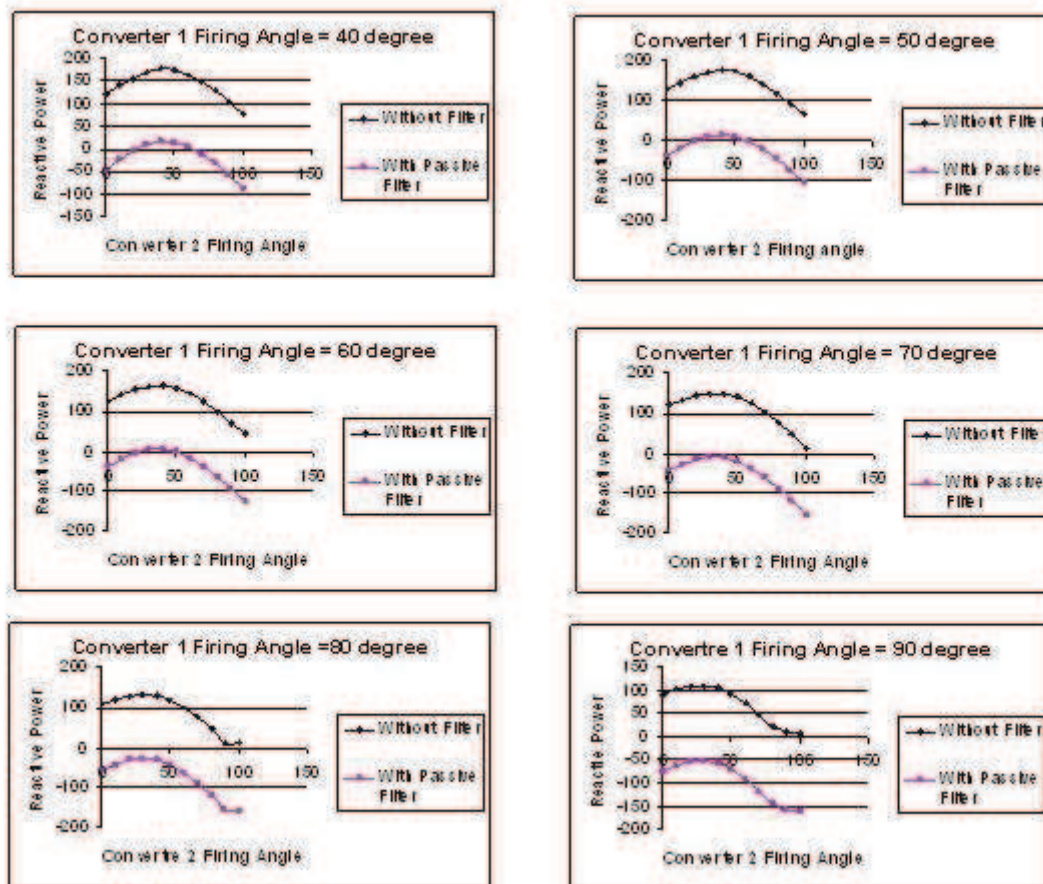 Converter 1 Firing Angle = 40 degree
Reactive Power
200
150
100
50
0
-50
-100
-150
0
50
100
150
Converter 2 Firing Angle
Without Filter
With Passive
Filter
Converter 1 Firing Angle = 50 degree
Reactive Power
200
100
0
-100
-200
0
50
100
150
Converter 2 Firing angle
Without Filter
With Passive
Filter
Converter 1 Firing Angle = 60 degree
Reactive Power
200
100
0
-100
-200
0
50
100
150
Converter 2 Firing Angle
Without Filter
With Passive
Filter
Converter 1 Firing Angle = 70 degree
Reactive Power
200
100
0
-100
-200
0
50
100
150
Converter 2 Firing Angle
Without Filter
With Passive
Filter
Converter 1 Firing Angle =80 degree
Reactive Power
200
100
0
-100
-200
0
50
100
150
Convertre 2 Firing Angle
Without Filter
With Passive
Filter
Convertre 1 Firing Angle = 90 degree
Reactie Power
150
100
50
0
-50
-100
-150
-200
0
50
100
150
Converter 2 Firing Angle
Without Filter
With Passive
Filter